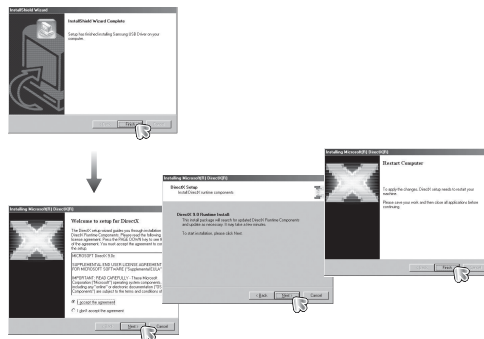 InstallShield Wizard
InstallShield Wizard Complete
Setup has finished installing Samsung USB Driver on your
computer.
Finish
Installing Microsoft(R) DirectX(R)
Welcome to setup for DirectX
The DirectX setup wizard guides you through installation
DirectX Runtime Components. Please read the following
license agreement. Press the PAGE DOWN key to see
of the agreement. You must accept the agreement to con
the setup.
MICROSOFT DirectX 9.0b
SUPPLEMENTAL END USER LICENSE AGREEMENT
FOR MICROSOFT SOFTWARE ("Supplemental EULA")
IMPORTANT: READ CAREFULLY - These Microsoft
Corporation ("Microsoft") operating system components,
including any "online" or electronic documentation ("OS
Components") are subject to the terms and conditions of
I accept the agreement
I don't accept the agreement
Next >
Cancel
Installing Microsoft(R) DirectX(R)
DirectX Setup
Install DirectX runtime components
DirectX 9.0 Runtime Install
This install package will search for updated DirectX Runtime Components
and update as necessary. It may take a few minutes.
To start installation, please click Next.
< Back
Next >
Cancel
Installing Microsoft(R) DirectX(R)
Restart Computer
To apply the changes, DirectX setup needs to restart your
machine.
Please save your work and then close all applications before
continuing.
Finish